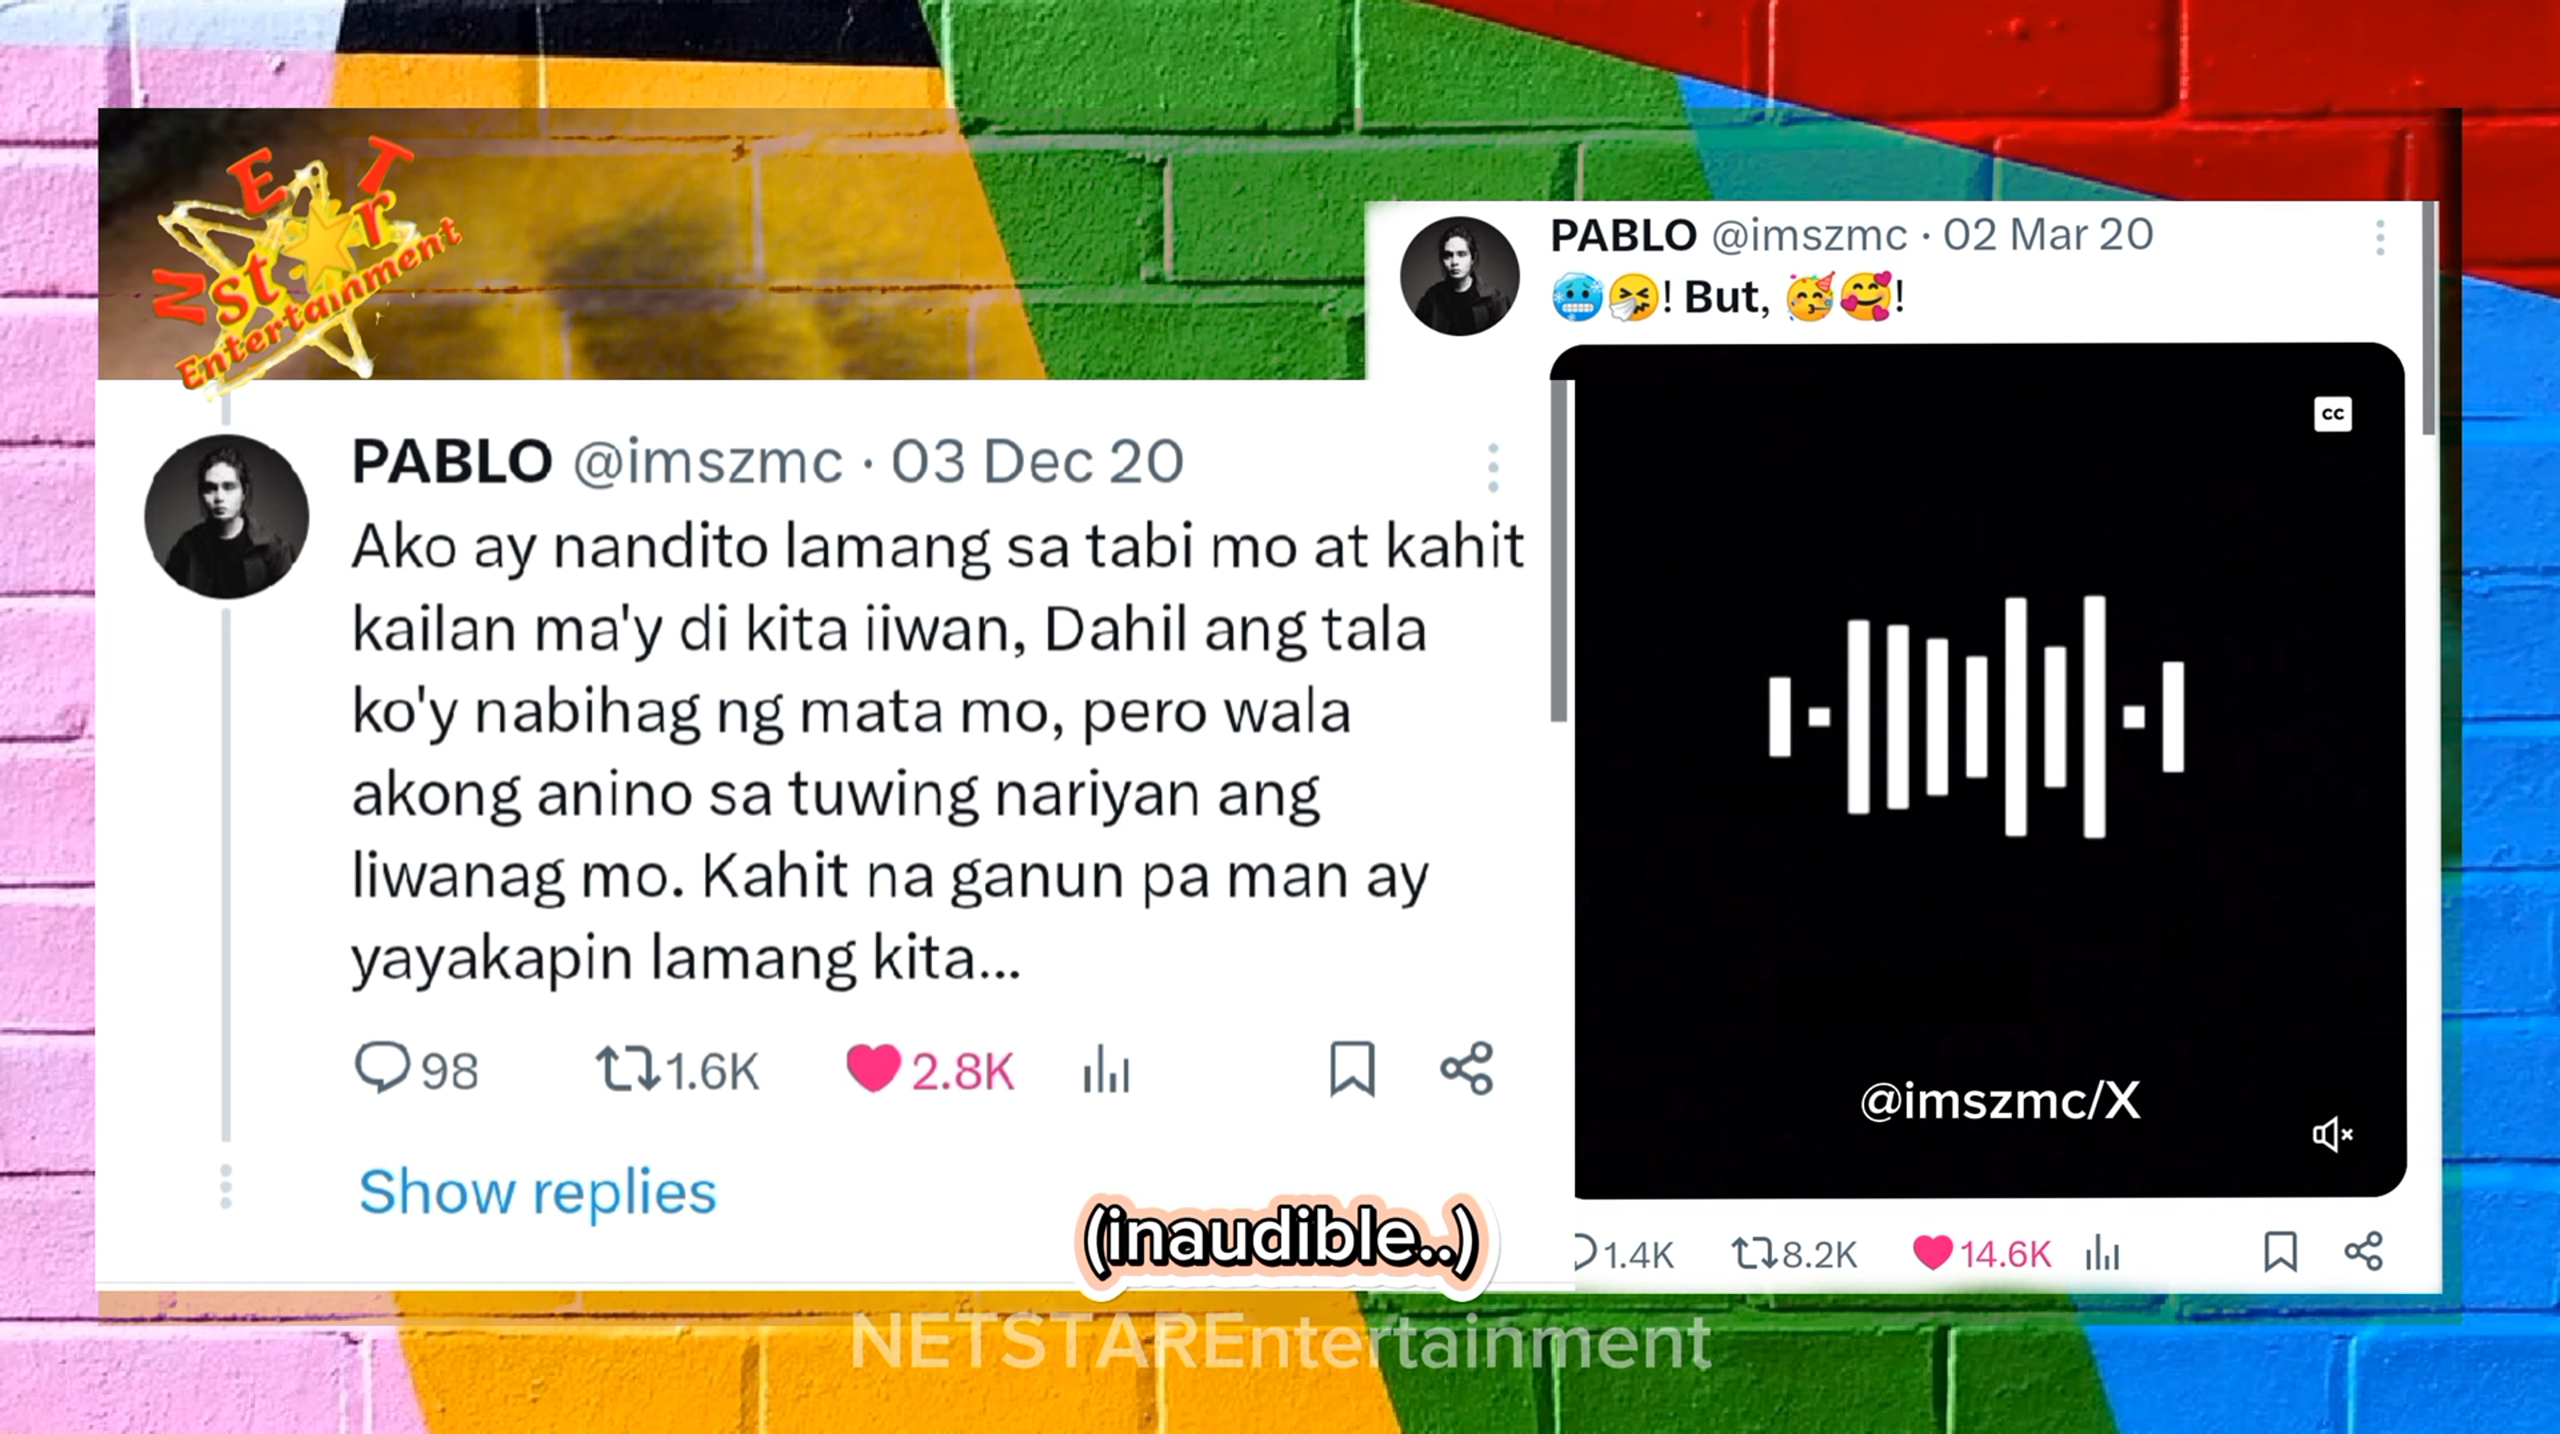 NET
StAr
Entertainment
PABLO @imszmc · 03 Dec 20
Ako ay nandito lamang sa tabi mo at kahit
kailan ma'y di kita iiwan, Dahil ang tala
ko'y nabihag ng mata mo, pero wala
akong anino sa tuwing nariyan ang
liwanag mo. Kahit na ganun pa man ay
yayakapin lamang kita...
98 1.6K 2.8K
Show replies
PABLO @imszmc · 02 Mar 20
🥶🤧! But, 🥳🥰!
CC
@imszmc/X
1.4K 8.2K 14.6K
(inaudible..)
NETSTAREntertainment